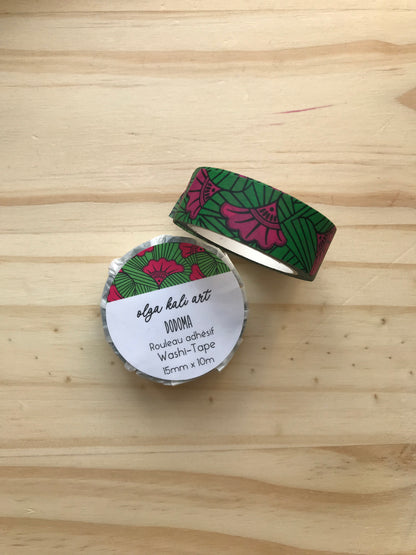 olga kali art
DODOMA
Rouleau adhésif
Washi-Tape
15mm x 10m